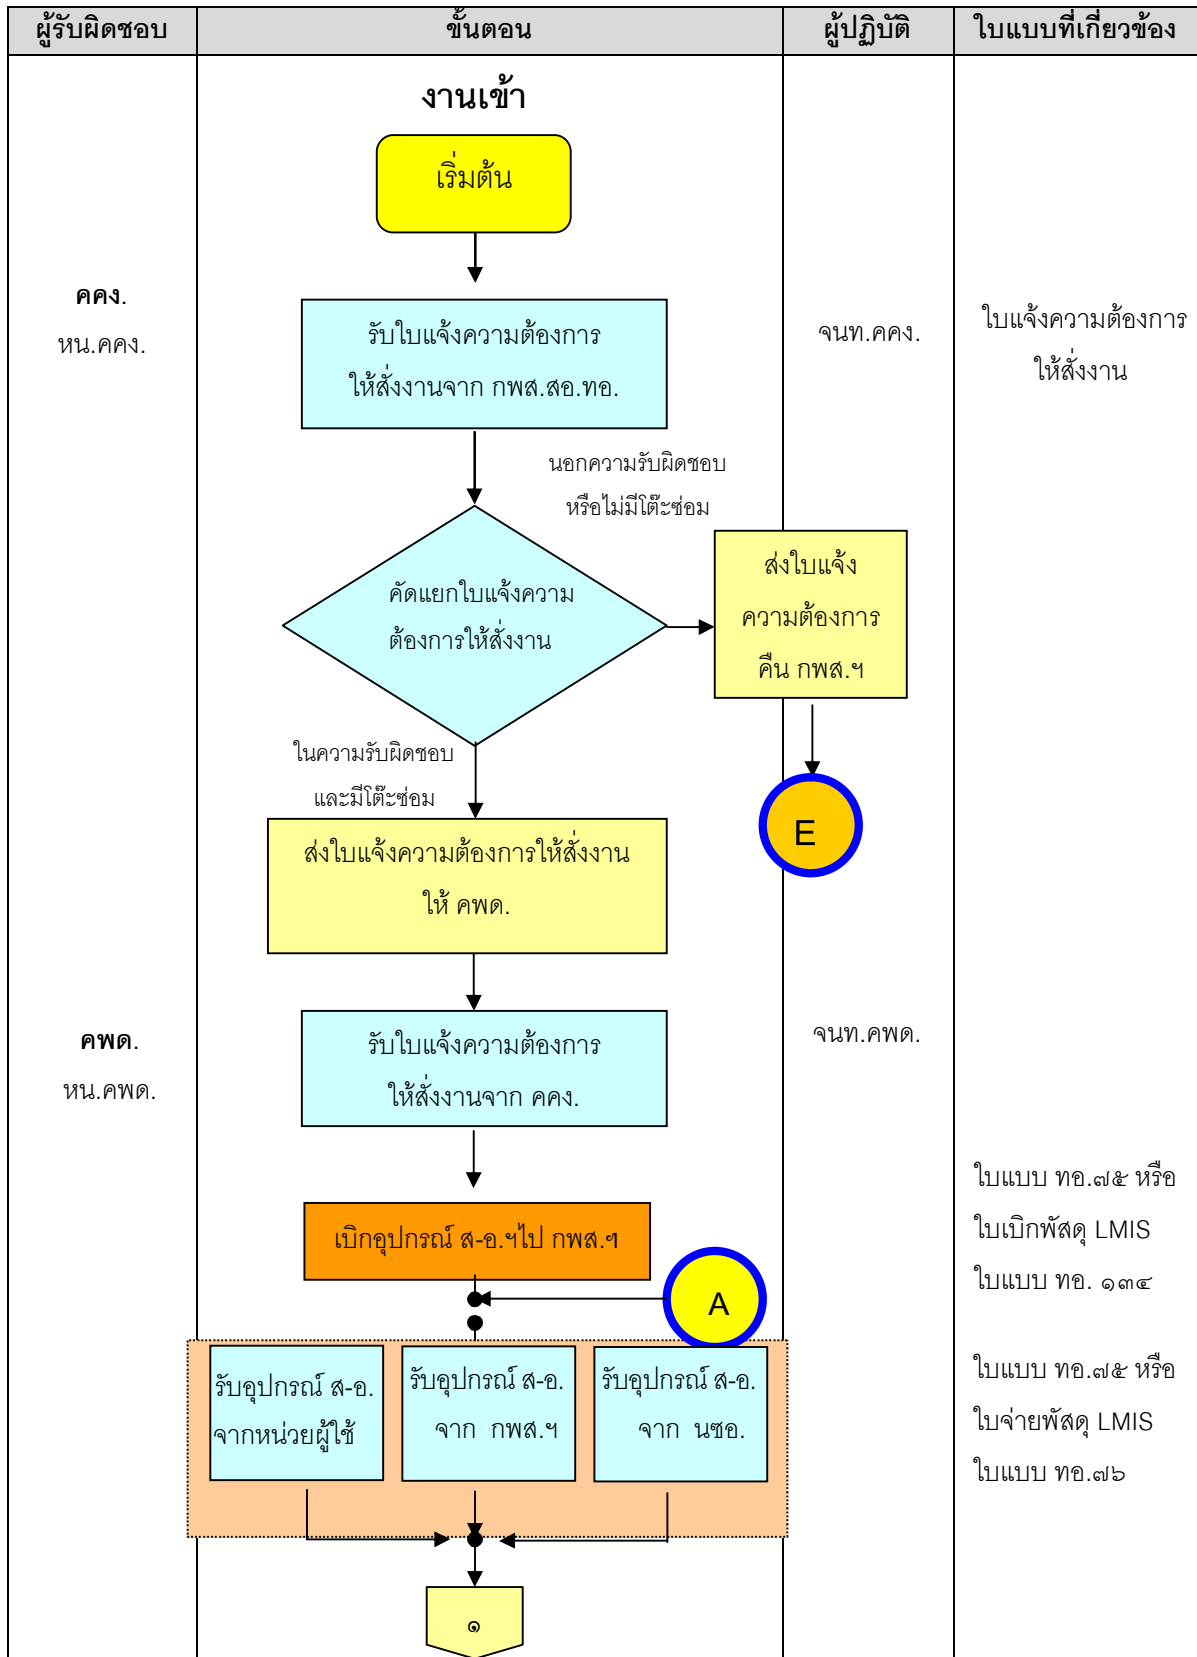 ผู้รับผิดชอบ ขั้นตอน ผู้ปฏิบัติ ใบแบบที่เกี่ยวข้อง
งานเข้า
เริ่มต้น
คคง.
หน.คคง.
รับใบแจ้งความต้องการ
ให้สั่งงานจาก กพส.สอ.ทอ.
จนท.คคง.
ใบแจ้งความต้องการ
ให้สั่งงาน
นอกความรับผิดชอบ
หรือไม่มีโต๊ะซ่อม
คัดแยกใบแจ้งความ
ต้องการให้สั่งงาน
ส่งใบแจ้ง
ความต้องการ
คืน กพส.ฯ
ในความรับผิดชอบ
และมีโต๊ะซ่อม
E
ส่งใบแจ้งความต้องการให้สั่งงาน
ให้ คพด.
คพด.
หน.คพด.
รับใบแจ้งความต้องการ
ให้สั่งงานจาก คคง.
จนท.คพด.
เบิกอุปกรณ์ ส-อ.ฯไป กพส.ฯ
ใบแบบ ทอ.๗๕ หรือ
ใบเบิกพัสดุ LMIS
ใบแบบ ทอ. ๑๓๔
A
รับอุปกรณ์ ส-อ.
จากหน่วยผู้ใช้
รับอุปกรณ์ ส-อ.
จาก กพส.ฯ
รับอุปกรณ์ ส-อ.
จาก นซอ.
ใบแบบ ทอ.๗๕ หรือ
ใบจ่ายพัสดุ LMIS
ใบแบบ ทอ.๗๖
๑